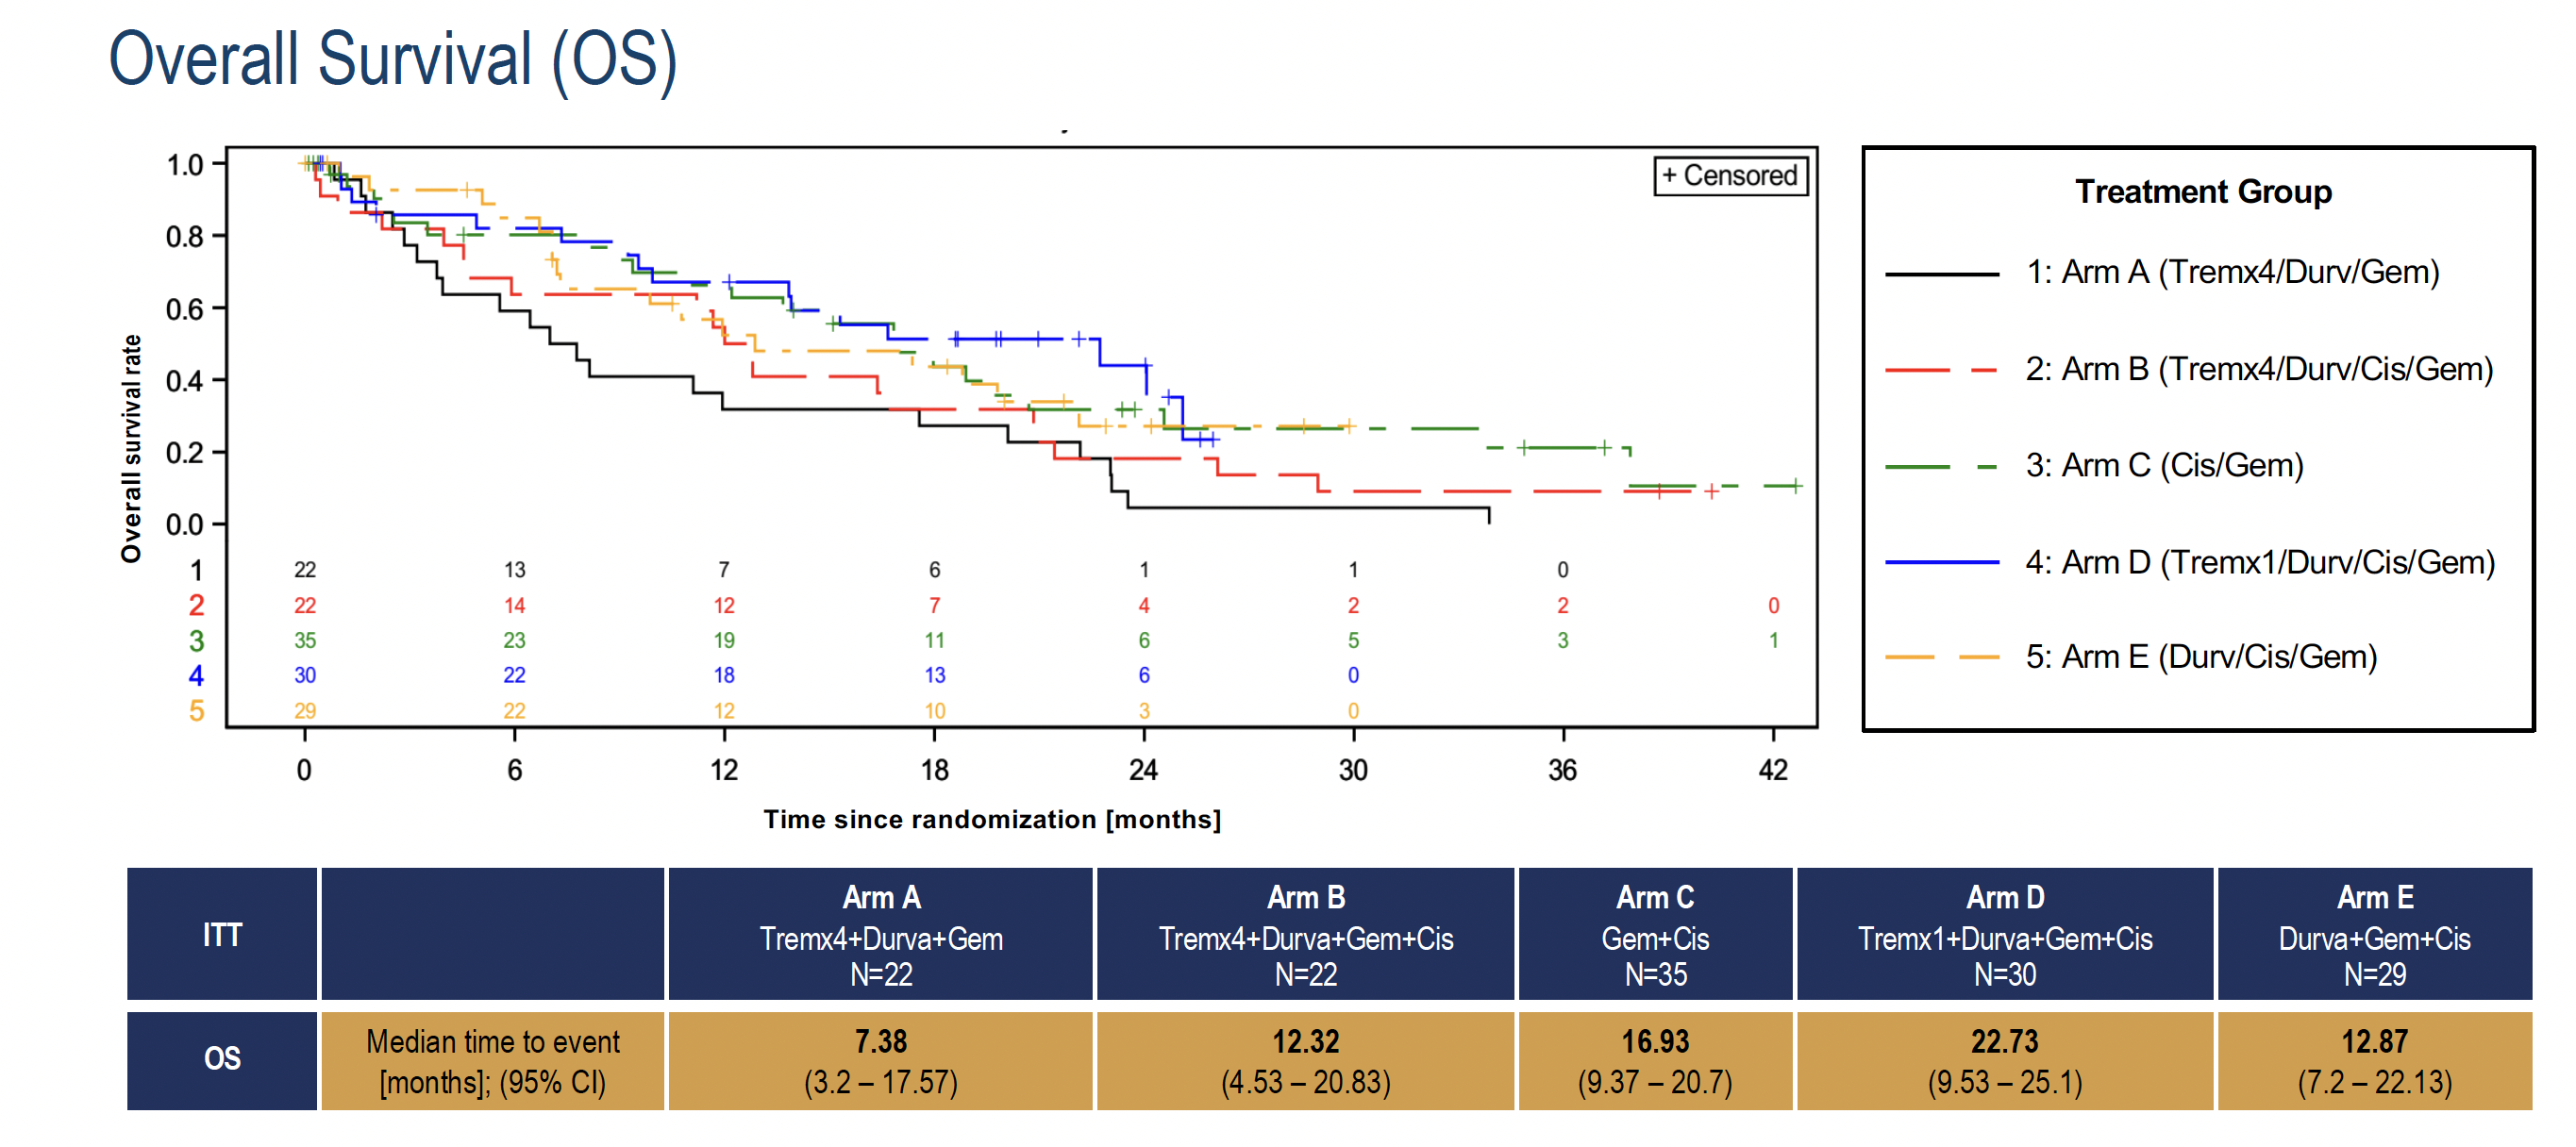 Overall Survival (OS)
+ Censored
Overall survival rate
1.0
0.8
0.6
0.4
0.2
0.0
1 22 13 7 6 1 1 0
2 22 14 12 7 4 2 2 0
3 35 23 19 11 6 5 3 1
4 30 22 18 13 6 0
5 29 22 12 10 3 0
0 6 12 18 24 30 36 42
Time since randomization [months]
Treatment Group
1: Arm A (Tremx4/Durv/Gem)
2: Arm B (Tremx4/Durv/Cis/Gem)
3: Arm C (Cis/Gem)
4: Arm D (Tremx1/Durv/Cis/Gem)
5: Arm E (Durv/Cis/Gem)
ITT
Arm A
Tremx4+Durva+Gem
N=22
Arm B
Tremx4+Durva+Gem+Cis
N=22
Arm C
Gem+Cis
N=35
Arm D
Tremx1+Durva+Gem+Cis
N=30
Arm E
Durva+Gem+Cis
N=29
OS
Median time to event
[months]; (95% CI)
7.38
(3.2 – 17.57)
12.32
(4.53 – 20.83)
16.93
(9.37 – 20.7)
22.73
(9.53 – 25.1)
12.87
(7.2 – 22.13)